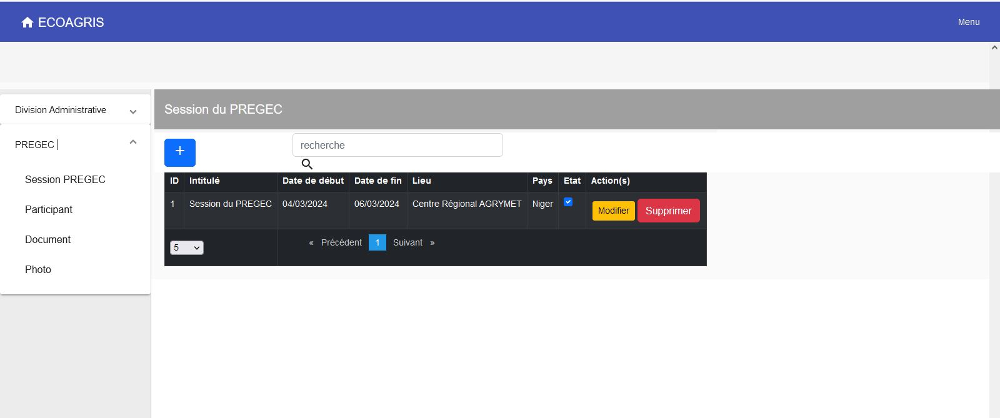 ECOAGRIS
Menu
Division Administrative
PREGEC
Session PREGEC
Participant
Document
Photo
Session du PREGEC
+
recherche
ID Intitulé Date de début Date de fin Lieu Pays Etat Action(s)
1 Session du PREGEC 04/03/2024 06/03/2024 Centre Régional AGRYMET Niger Modifier Supprimer
5 « Précédent 1 Suivant »